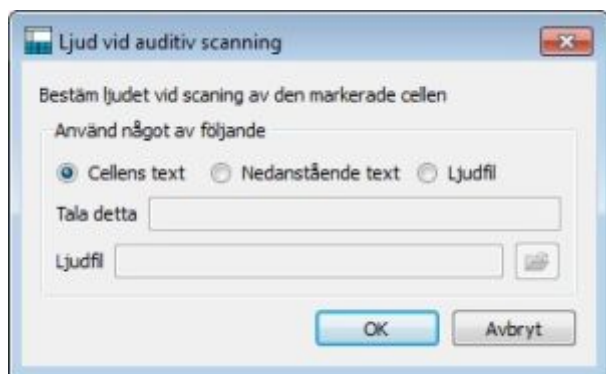 Ljud vid auditiv scanning
Bestäm ljudet vid scaning av den markerade cellen
Använd något av följande
Cellens text Nedanstående text Ljudfil
Tala detta
Ljudfil
OK Avbryt